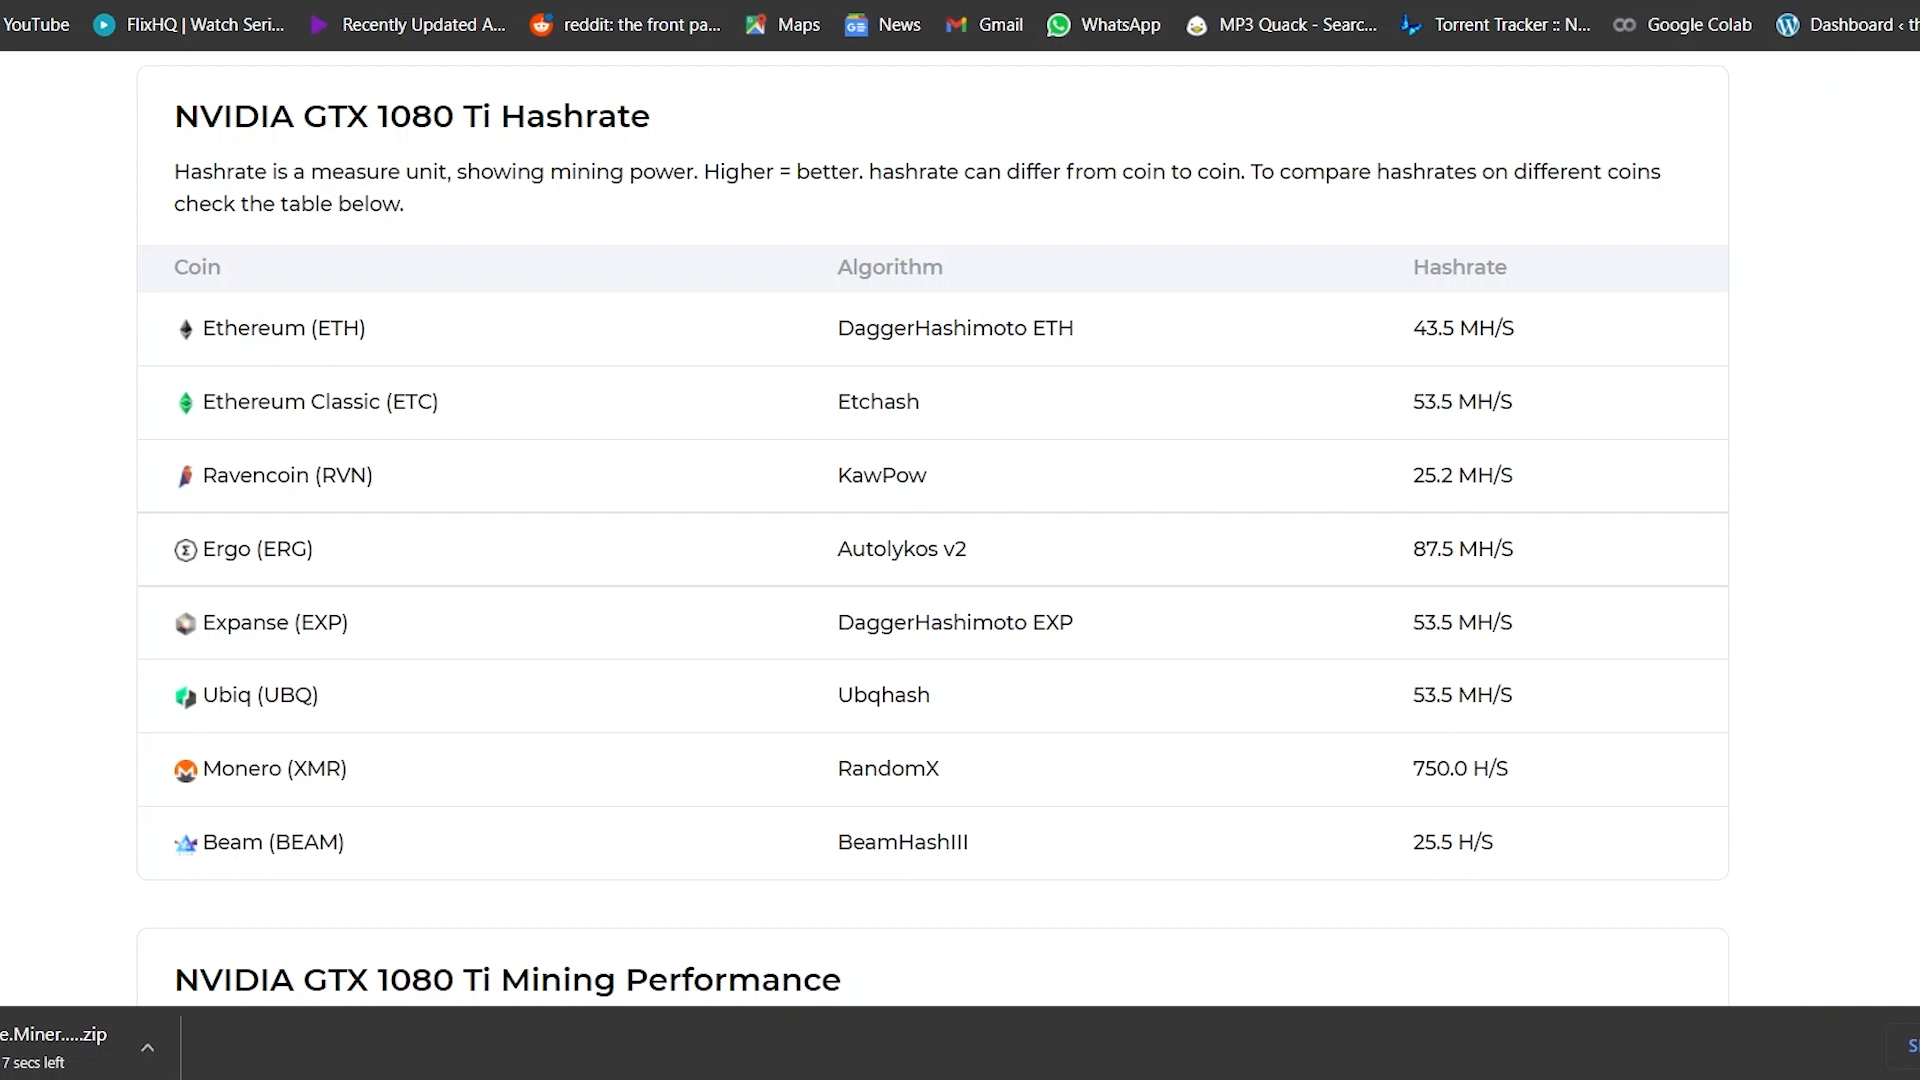 YouTube FlixHQ | Watch Seri... Recently Updated A... reddit: the front pa... Maps News Gmail WhatsApp MP3 Quack - Searc... Torrent Tracker :: N... Google Colab Dashboard ‹ th
NVIDIA GTX 1080 Ti Hashrate
Hashrate is a measure unit, showing mining power. Higher = better. hashrate can differ from coin to coin. To compare hashrates on different coins
check the table below.
Coin Algorithm Hashrate
Ethereum (ETH) DaggerHashimoto ETH 43.5 MH/S
Ethereum Classic (ETC) Etchash 53.5 MH/S
Ravencoin (RVN) KawPow 25.2 MH/S
Ergo (ERG) Autolykos v2 87.5 MH/S
Expanse (EXP) DaggerHashimoto EXP 53.5 MH/S
Ubiq (UBQ) Ubqhash 53.5 MH/S
Monero (XMR) RandomX 750.0 H/S
Beam (BEAM) BeamHashIII 25.5 H/S
NVIDIA GTX 1080 Ti Mining Performance
e.Miner.....zip
7 secs left